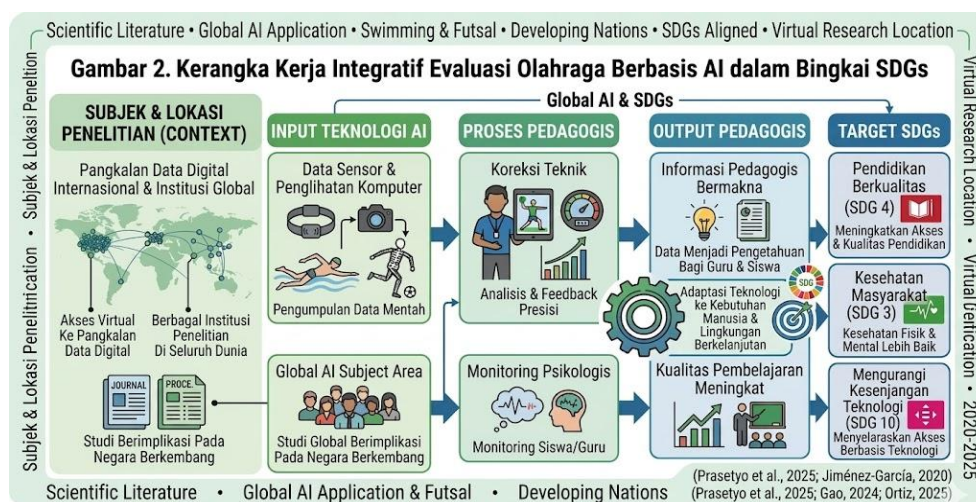 Scientific Literature • Global AI Application • Swimming & Futsal • Developing Nations • SDGs Aligned • Virtual Research Location
Gambar 2. Kerangka Kerja Integratif Evaluasi Olahraga Berbasis AI dalam Bingkai SDGs
Global AI & SDGs
SUBJEK & LOKASI
PENELITIAN (CONTEXT)
Pangkalan Data Digital
Internasional & Institusi Global
Akses Virtual
Ke Pangkalan
Data Digital
Berbagai Institusi
Penelitian
Di Seluruh Dunia
JOURNAL
PROCE.
Studi Berimplikasi Pada
Negara Berkembang
INPUT TEKNOLOGI AI
Data Sensor &
Penglihatan Komputer
Pengumpulan Data Mentah
Global AI Subject Area
Studi Global Berimplikasi
Pada Negara Berkembang
PROSES PEDAGOGIS
Koreksi Teknik
Analisis & Feedback
Presisi
Monitoring Psikologis
Monitoring Siswa/Guru
OUTPUT PEDAGOGIS
Informasi Pedagogis
Bermakna
Data Menjadi Pengetahuan
Bagi Guru & Siswa
SDG
Adaptasi Teknologi
ke Kebutuhan
Manusia &
Lingkungan
Berkelanjutan
Kualitas Pembelajaran
Meningkat
TARGET SDGs
Pendidikan
Berkualitas
(SDG 4)
Meningkatkan Akses
& Kualitas Pendidikan
Kesehatan
Masyarakat
(SDG 3)
Kesehatan Fisik &
Mental Lebih Baik
Mengurangi
Kesenjangan
Teknologi
(SDG 10)
Menyelaraskan Akses
Berbasis Teknologi
(Prasetyo et al., 2025; Jiménez-García, 2020)
(Prasetyo et al., 2025; Gao, 2024; Ortiz, 2025)
Scientific Literature • Global AI Application & Futsal • Developing Nations
Subjek & Lokasi Penelitinnication • Subjek & Lokasi Penelition
Virtual Research Location • Virtual Idenitication • 2020-2025